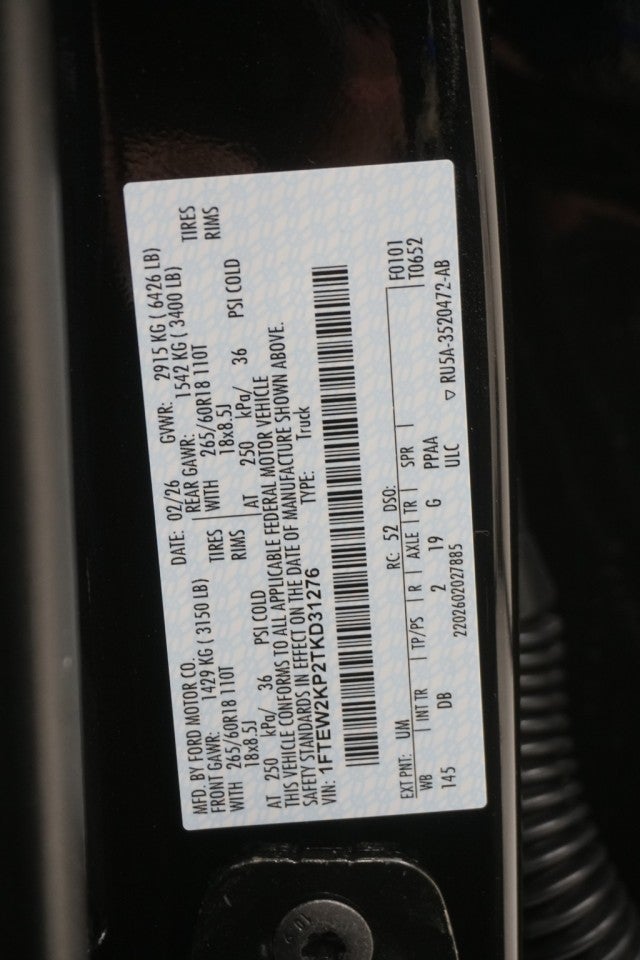 MFD. BY FORD MOTOR CO. DATE: 02/26 GVWR: 2915 KG ( 6426 LB)
FRONT GAWR: 1429 KG ( 3150 LB) REAR GAWR: 1542 KG ( 3400 LB)
WITH 265/60R18 110T TIRES WITH 265/60R18 110T TIRES
18x8.5J RIMS 18x8.5J RIMS
AT 250 kPa/ 36 PSI COLD AT 250 kPa/ 36 PSI COLD
THIS VEHICLE CONFORMS TO ALL APPLICABLE FEDERAL MOTOR VEHICLE
SAFETY STANDARDS IN EFFECT ON THE DATE OF MANUFACTURE SHOWN ABOVE.
VIN: 1FTEW2KP2TKD31276 TYPE: Truck
EXT PNT: UM RC: 52 DSO: F0101
WB INT TR TP/PS R AXLE TR SPR T0652
145 DB 2 19 G PPAA
2202602027885 ULC ▽ RU5A-3520472-AB